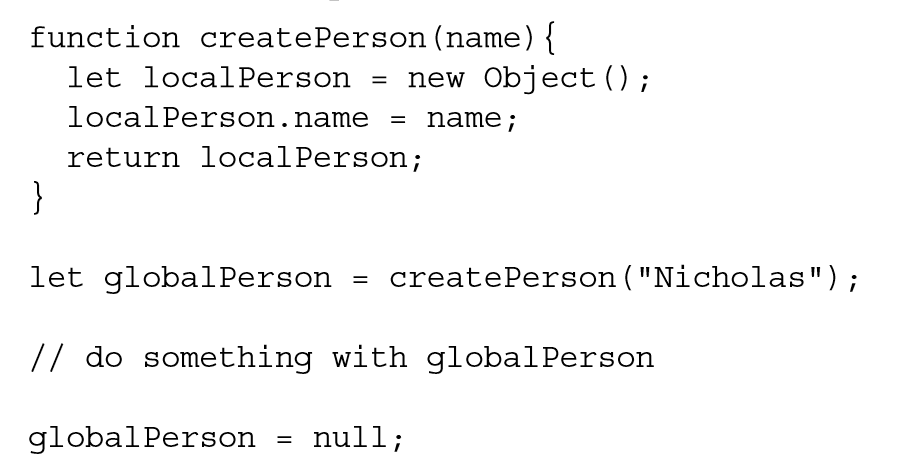 function createPerson(name){
  let localPerson = new Object();
  localPerson.name = name;
  return localPerson;
}

let globalPerson = createPerson("Nicholas");

// do something with globalPerson

globalPerson = null;